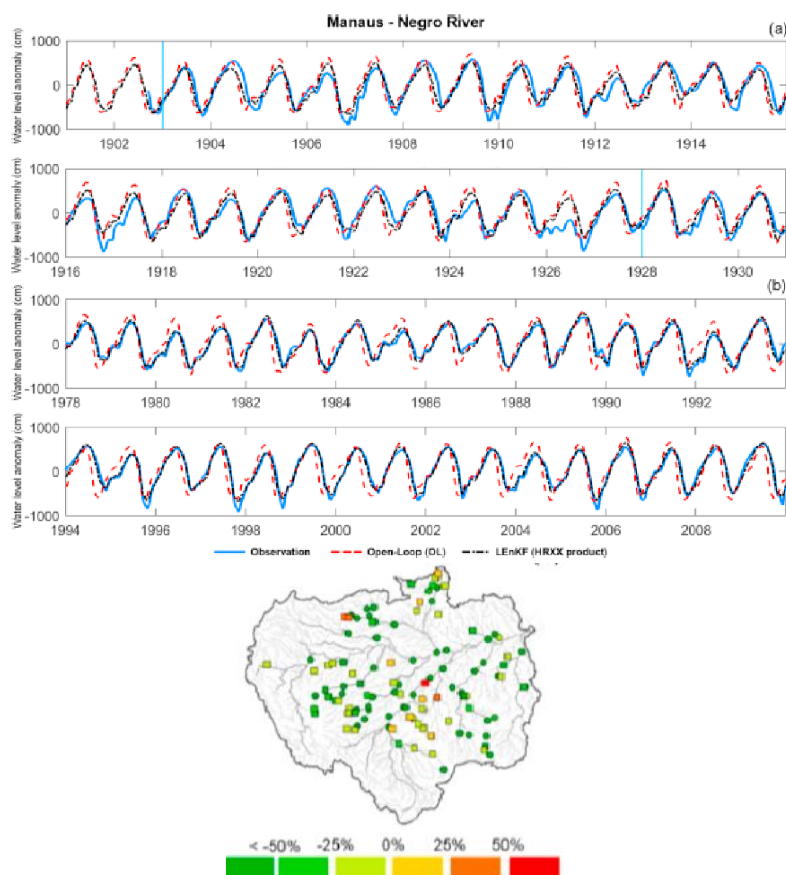 Manaus - Negro River
(a)
Water level anomaly (cm)
1000
0
-1000
1902 1904 1906 1908 1910 1912 1914
Water level anomaly (cm)
1000
0
-1000
1916 1918 1920 1922 1924 1926 1928 1930
(b)
Water level anomaly (cm)
1000
0
-1000
1978 1980 1982 1984 1986 1988 1990 1992
Water level anomaly (cm)
1000
0
-1000
1994 1996 1998 2000 2002 2004 2006 2008
Observation Open-Loop (OL) LEnKF (HRXX product)
< -50% -25% 0% 25% 50%